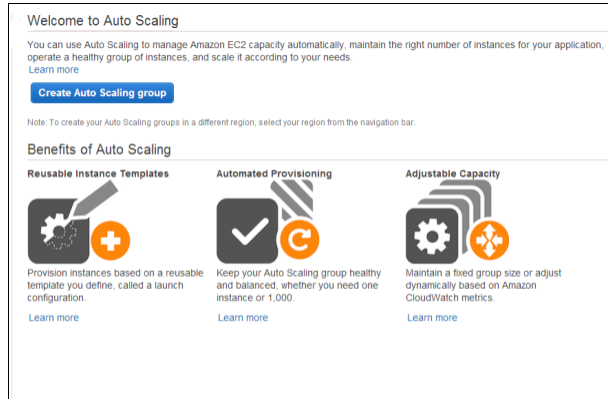 Welcome to Auto Scaling
You can use Auto Scaling to manage Amazon EC2 capacity automatically, maintain the right number of instances for your application,
operate a healthy group of instances, and scale it according to your needs.
Learn more
Create Auto Scaling group
Note: To create your Auto Scaling groups in a different region, select your region from the navigation bar.
Benefits of Auto Scaling
Reusable Instance Templates
Provision instances based on a reusable
template you define, called a launch
configuration.
Learn more
Automated Provisioning
Keep your Auto Scaling group healthy
and balanced, whether you need one
instance or 1,000.
Learn more
Adjustable Capacity
Maintain a fixed group size or adjust
dynamically based on Amazon
CloudWatch metrics.
Learn more